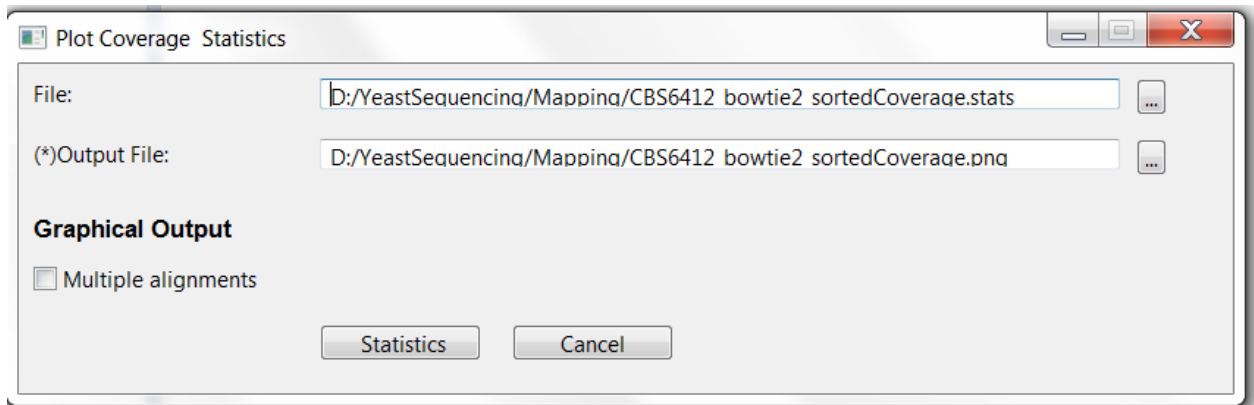 Plot Coverage Statistics
File: D:/YeastSequencing/Mapping/CBS6412_bowtie2_sortedCoverage.stats ...
(*)Output File: D:/YeastSequencing/Mapping/CBS6412_bowtie2_sortedCoverage.png ...
Graphical Output
Multiple alignments
Statistics Cancel